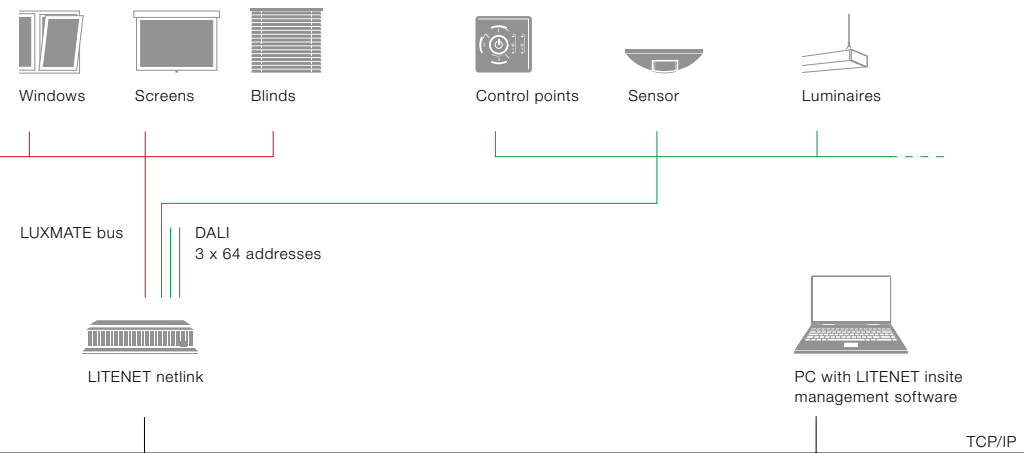 Windows
Screens
Blinds
Control points
Sensor
Luminaires
LUXMATE bus
DALI
3 x 64 addresses
LITENET netlink
PC with LITENET insite
management software
TCP/IP